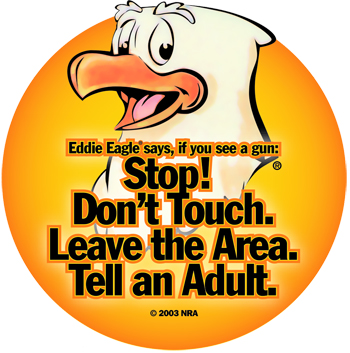 Eddie Eagle says, if you see a gun:
Stop!
®
Don't Touch.
Leave the Area.
Tell an Adult.
© 2003 NRA